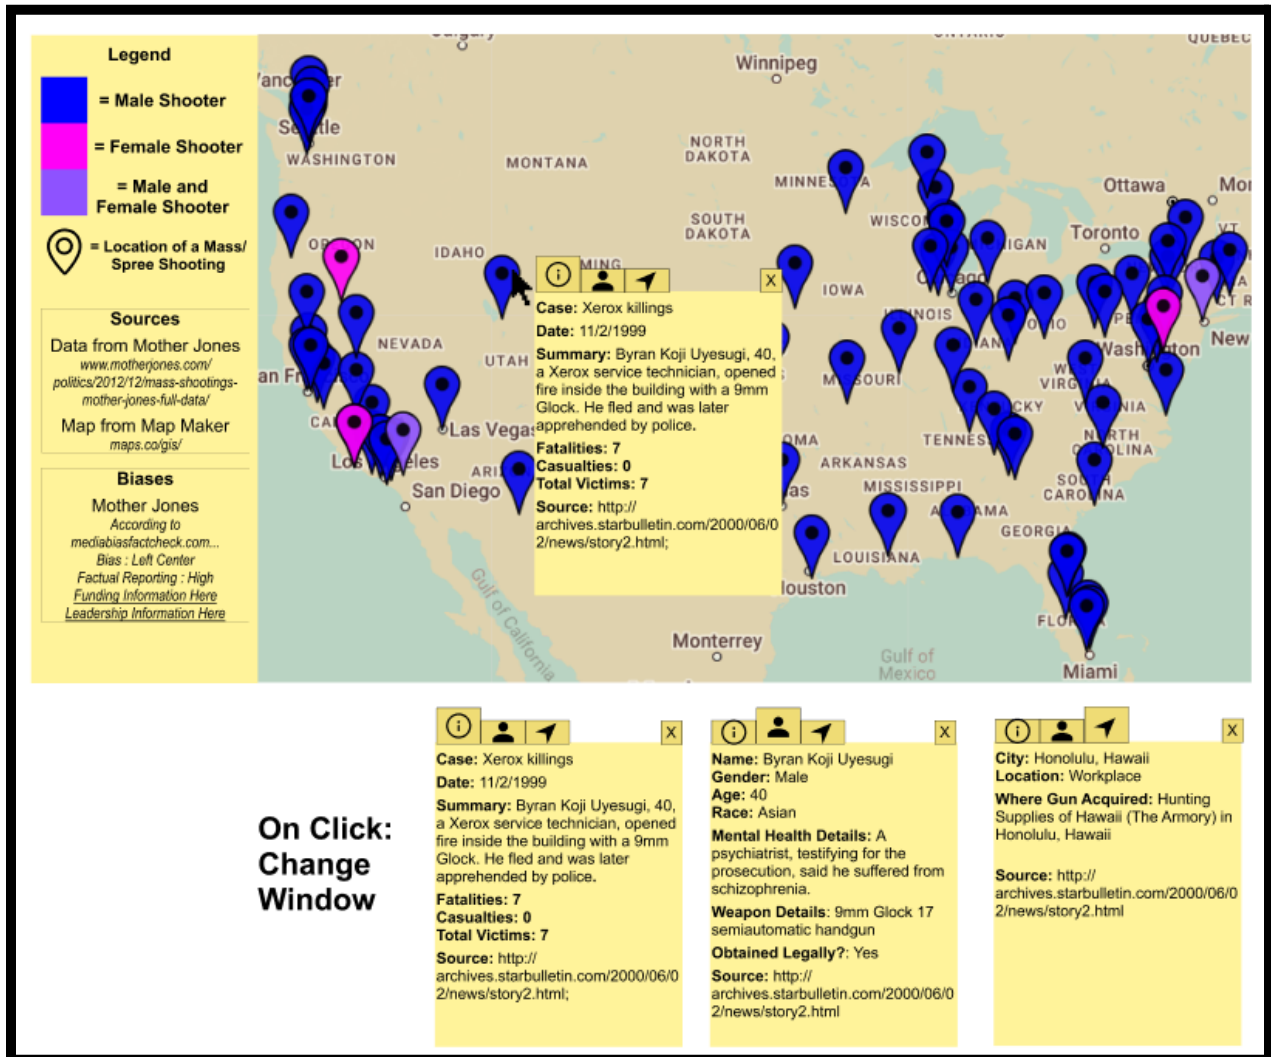 Legend
= Male Shooter
= Female Shooter
= Male and
Female Shooter
= Location of a Mass/
Spree Shooting
Sources
Data from Mother Jones
www.motherjones.com/
politics/2012/12/mass-shootings-
mother-jones-full-data/
Map from Map Maker
maps.co/gis/
Biases
Mother Jones
According to
mediabiasfactcheck.com...
Bias : Left Center
Factual Reporting : High
Funding Information Here
Leadership Information Here
Winnipeg
QUEBEC
WASHINGTON
MONTANA
NORTH
DAKOTA
Ottawa
SOUTH
DAKOTA
Toronto
VT
IDAHO
IOWA
NEVADA
UTAH
Las Vegas
San Diego
ARKANSAS
MISSISSIPPI
LOUISIANA
GEORGIA
SOUTH
Washington
New
Gulf of California
Monterrey
Gulf of
Mexico
Miami
X
Case: Xerox killings
Date: 11/2/1999
Summary: Byran Koji Uyesugi, 40,
a Xerox service technician, opened
fire inside the building with a 9mm
Glock. He fled and was later
apprehended by police.
Fatalities: 7
Casualties: 0
Total Victims: 7
Source: http://
archives.starbulletin.com/2000/06/0
2/news/story2.html;
On Click:
Change
Window
X
Case: Xerox killings
Date: 11/2/1999
Summary: Byran Koji Uyesugi, 40,
a Xerox service technician, opened
fire inside the building with a 9mm
Glock. He fled and was later
apprehended by police.
Fatalities: 7
Casualties: 0
Total Victims: 7
Source: http://
archives.starbulletin.com/2000/06/0
2/news/story2.html;
X
Name: Byran Koji Uyesugi
Gender: Male
Age: 40
Race: Asian
Mental Health Details: A
psychiatrist, testifying for the
prosecution, said he suffered from
schizophrenia.
Weapon Details: 9mm Glock 17
semiautomatic handgun
Obtained Legally?: Yes
Source: http://
archives.starbulletin.com/2000/06/0
2/news/story2.html
X
City: Honolulu, Hawaii
Location: Workplace
Where Gun Acquired: Hunting
Supplies of Hawaii (The Armory) in
Honolulu, Hawaii
Source: http://
archives.starbulletin.com/2000/06/0
2/news/story2.html